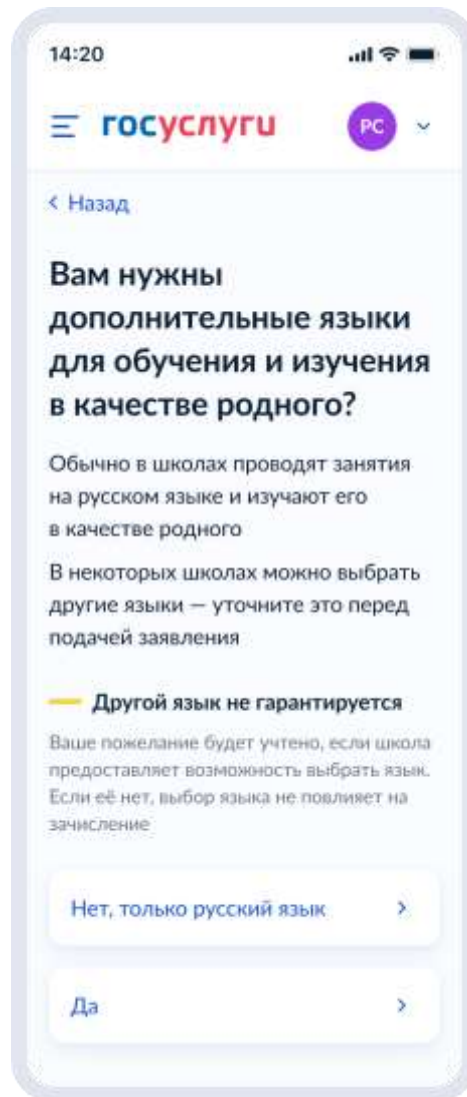 14:20
госуслуги
РС
Назад
Вам нужны
дополнительные языки
для обучения и изучения
в качестве родного?
Обычно в школах проводят занятия
на русском языке и изучают его
в качестве родного
В некоторых школах можно выбрать
другие языки — уточните это перед
подачей заявления
Другой язык не гарантируется
Ваше пожелание будет учтено, если школа
предоставляет возможность выбрать язык.
Если её нет, выбор языка не повлияет на
зачисление
Нет, только русский язык
Да